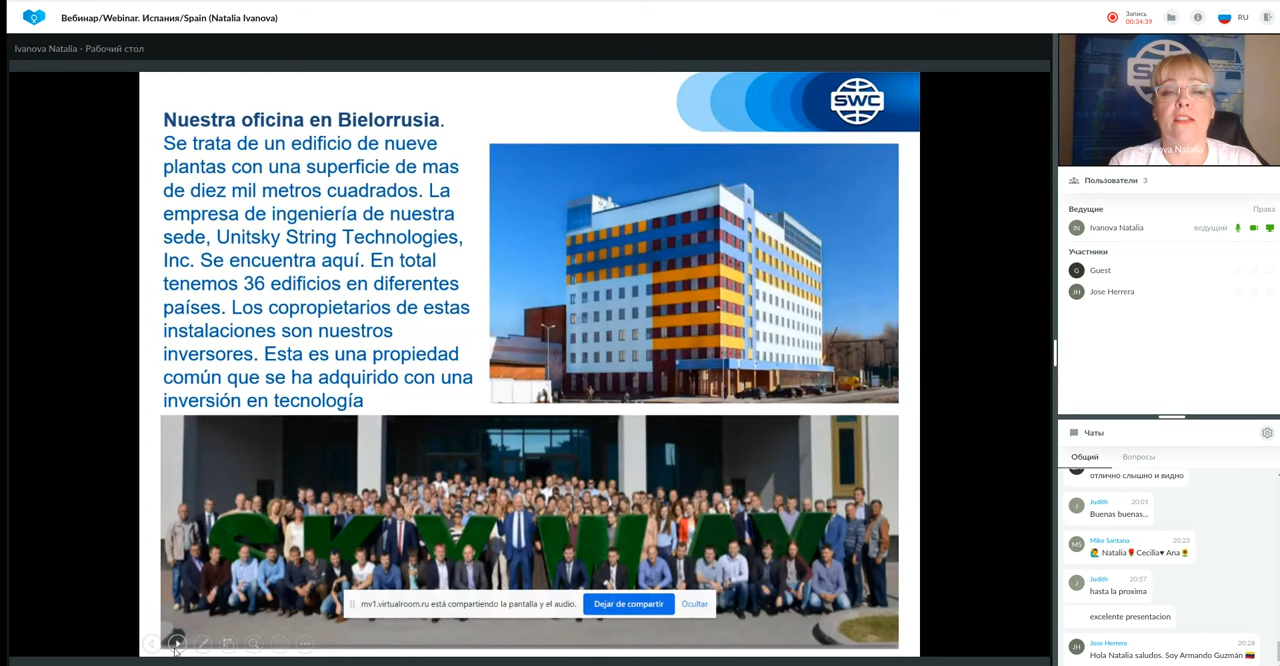 Вебинар/Webinar. Испания/Spain (Natalia Ivanova)
Запись
00:34:39
RU
Ivanova Natalia - Рабочий стол
SWC
Nuestra oficina en Bielorrusia.
Se trata de un edificio de nueve
plantas con una superficie de mas
de diez mil metros cuadrados. La
empresa de ingeniería de nuestra
sede, Unitsky String Technologies,
Inc. Se encuentra aquí. En total
tenemos 36 edificios en diferentes
países. Los copropietarios de estas
instalaciones son nuestros
inversores. Esta es una propiedad
común que se ha adquirido con una
inversión en tecnología
SKY WAY
mv1.virtualroom.ru está compartiendo la pantalla y el audio.
Dejar de compartir
Ocultar
SWC
Ivanova Natalia
Пользователи 3
Ведущие
Права
IN
Ivanova Natalia
ведущий
Участники
G
Guest
JH
Jose Herrera
Чаты
Общий
Вопросы
отлично слышно и видно
J
Judith 20:01
Buenas buenas...
MS
Mike Santana 20:23
🙋‍♂️ Natalia🌹Cecilia♥ Ana🌻
J
Judith 20:57
hasta la proxima
excelente presentacion
JH
Jose Herrera 20:28
Hola Natalia saludos. Soy Armando Guzmán 🇻🇪